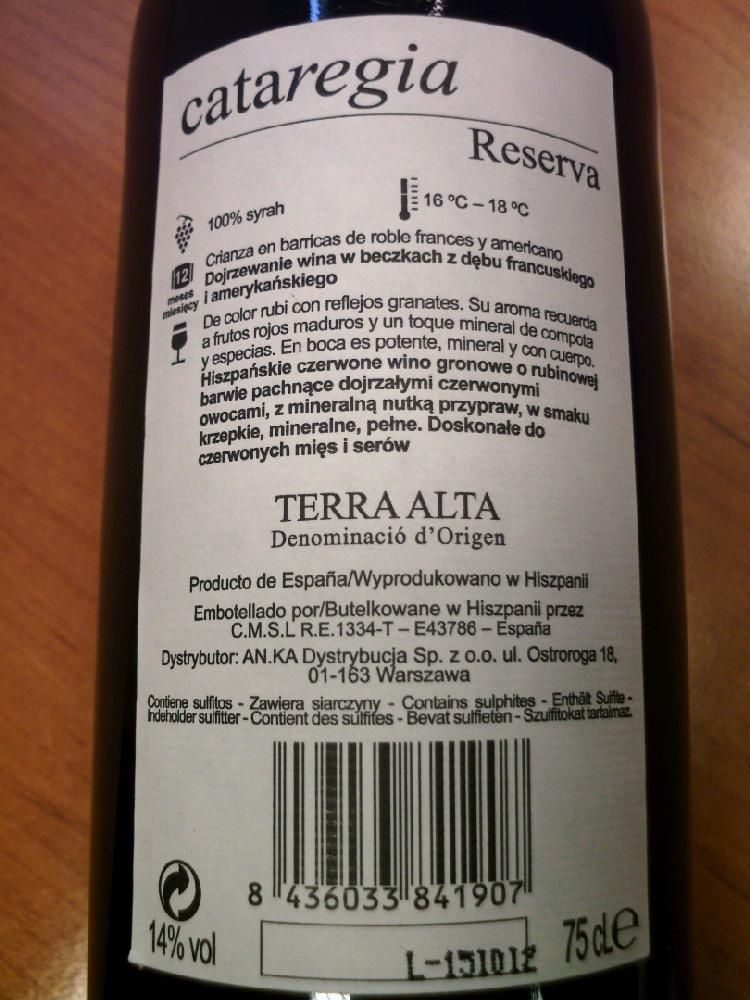 cataregia
Reserva
100% syrah
16 ºC – 18 ºC
12
meses
miesięcy
Crianza en barricas de roble frances y americano
Dojrzewanie wina w beczkach z dębu francuskiego
i amerykańskiego
De color rubi con reflejos granates. Su aroma recuerda
a frutos rojos maduros y un toque mineral de compota
y especias. En boca es potente, mineral y con cuerpo.
Hiszpańskie czerwone wino gronowe o rubinowej
barwie pachnące dojrzałymi czerwonymi
owocami, z mineralną nutką przypraw, w smaku
krzepkie, mineralne, pełne. Doskonałe do
czerwonych mięs i serów
TERRA ALTA
Denominació d'Origen
Producto de España/Wyprodukowano w Hiszpanii
Embotellado por/Butelkowane w Hiszpanii przez
C.M.S.L R.E.1334-T – E43786 – España
Dystrybutor: AN.KA Dystrybucja Sp. z o.o. ul. Ostroroga 18,
01-163 Warszawa
Contiene sulfitos - Zawiera siarczyny - Contains sulphites - Enthält Sulfite -
Indeholder sulfitter - Contient des sulfites - Bevat sulfieten - Szulfitokat tartalmaz.
8 436033 841907
14% vol
L-151012
75 cL e